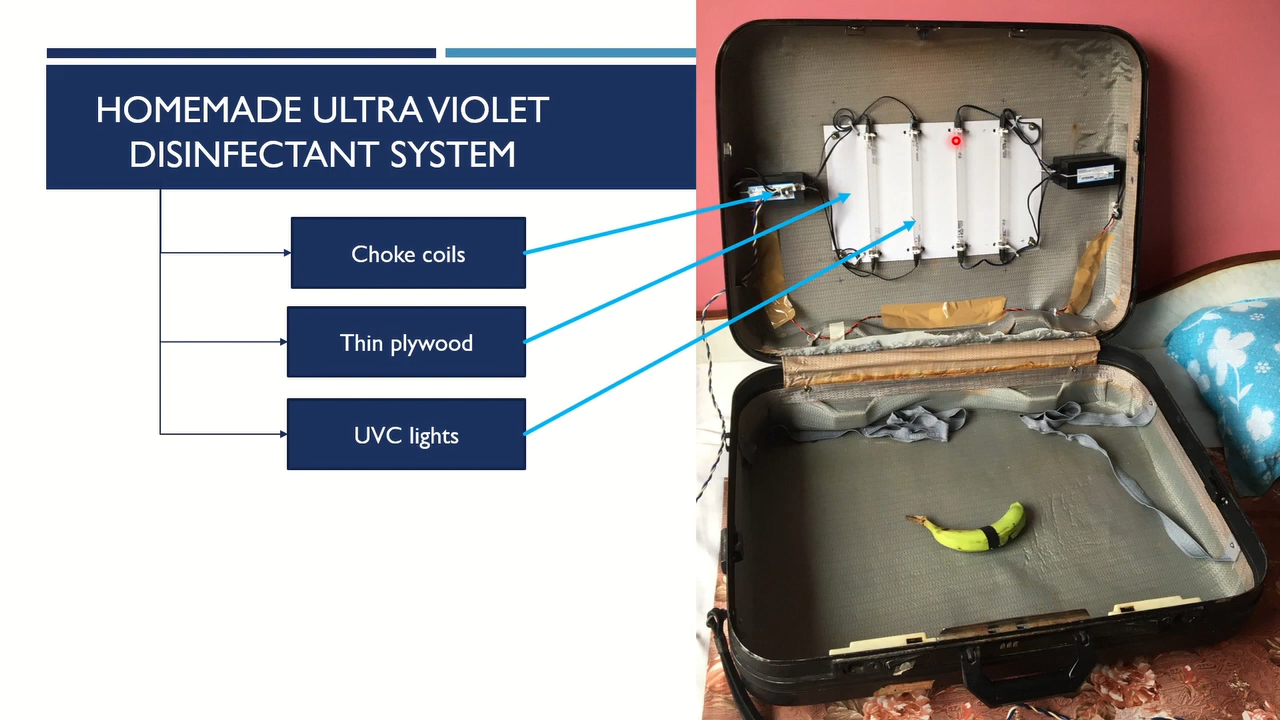 HOMEMADE ULTRA VIOLET
DISINFECTANT SYSTEM
Choke coils
Thin plywood
UVC lights